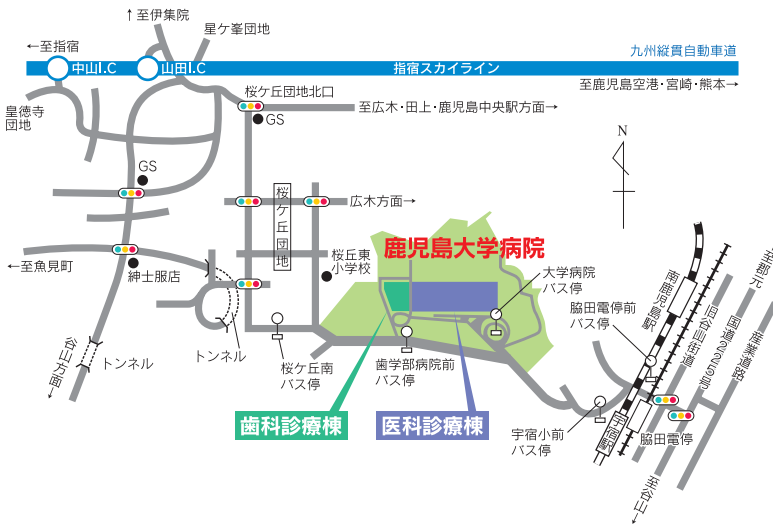 ↑至伊集院
星ケ峯団地
←至指宿
九州縦貫自動車道
中山I.C
山田I.C
指宿スカイライン
至鹿児島空港・宮崎・熊本→
皇徳寺
団地
桜ケ丘団地北口
至広木・田上・鹿児島中央駅方面→
GS
GS
N
桜ケ丘団地
広木方面→
鹿児島大学病院
桜丘東
小学校
←至魚見町
紳士服店
大学病院
バス停
脇田電停前
バス停
南鹿児島駅
旧谷山街道
国道225号
産業道路
至郡元
谷山方面→
トンネル
トンネル
桜ケ丘南
バス停
歯学部病院前
バス停
歯科診療棟
医科診療棟
宇宿小前
バス停
宇宿駅
脇田電停
←至谷山